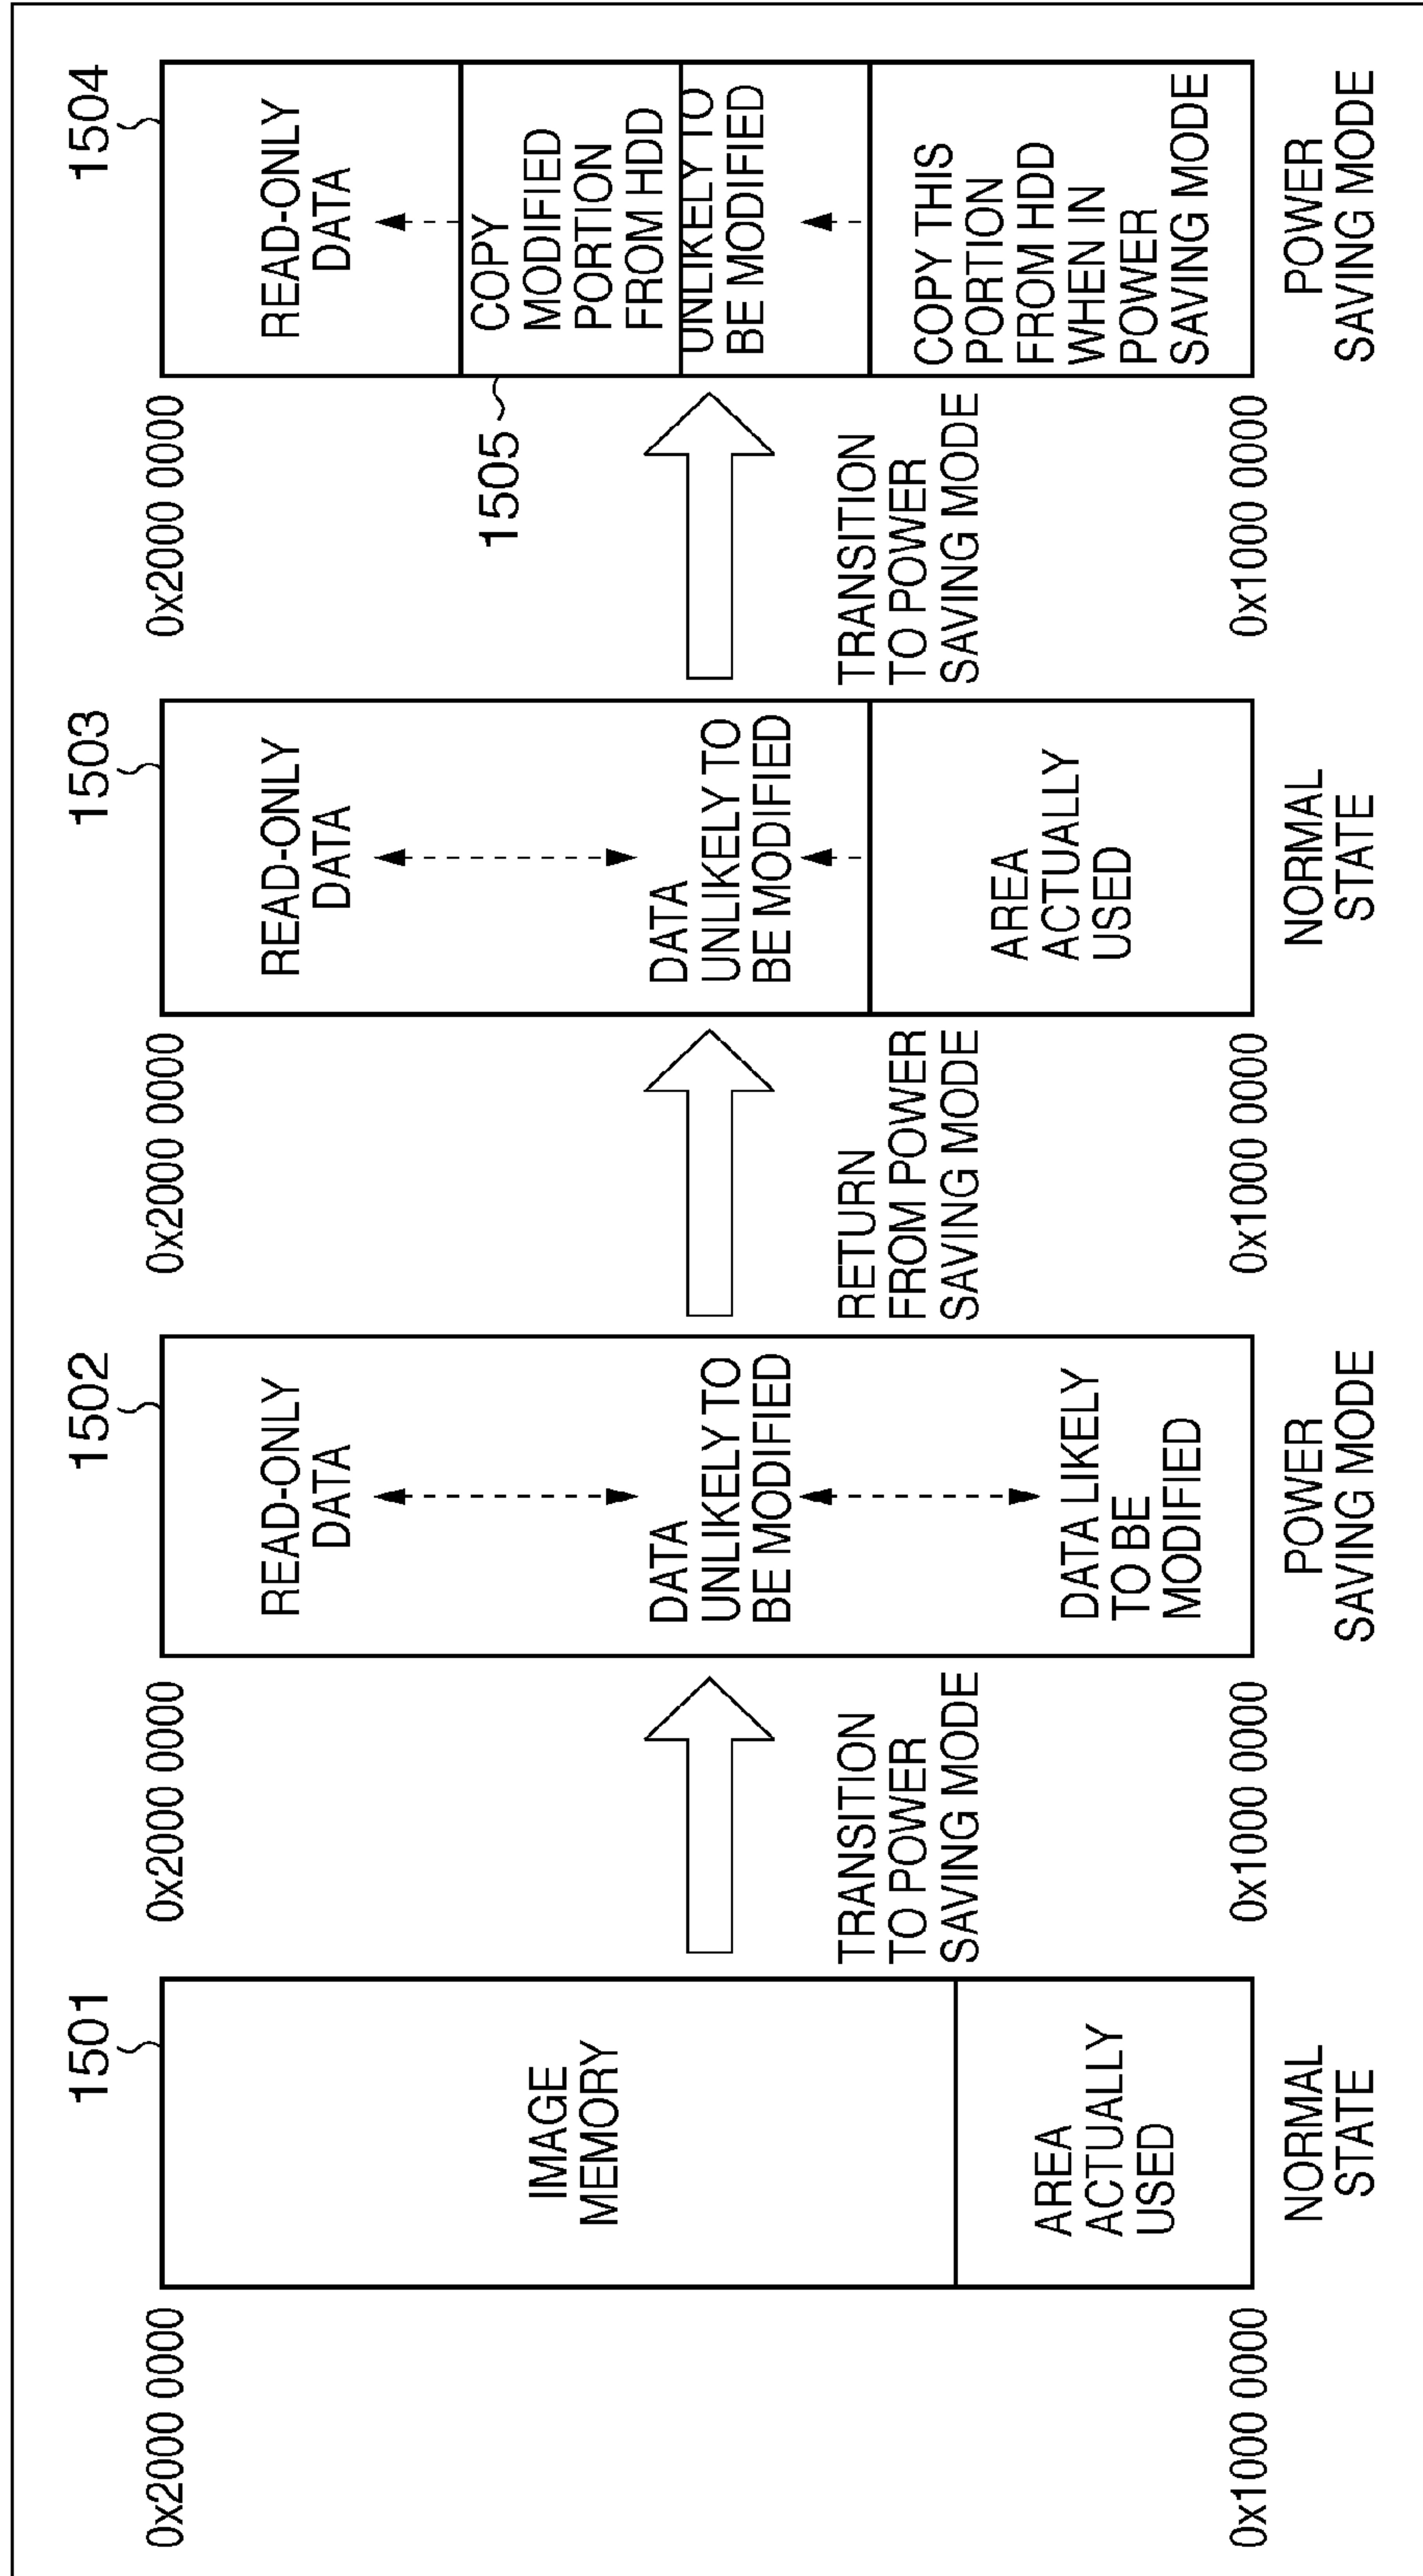 1501
0x2000 0000
IMAGE
MEMORY
AREA
ACTUALLY
USED
0x1000 0000
NORMAL
STATE
TRANSITION
TO POWER
SAVING MODE
1502
0x2000 0000
READ-ONLY
DATA
DATA
UNLIKELY TO
BE MODIFIED
DATA LIKELY
TO BE
MODIFIED
0x1000 0000
POWER
SAVING MODE
RETURN
FROM POWER
SAVING MODE
1503
0x2000 0000
READ-ONLY
DATA
DATA
UNLIKELY TO
BE MODIFIED
AREA
ACTUALLY
USED
0x1000 0000
NORMAL
STATE
TRANSITION
TO POWER
SAVING MODE
1504
0x2000 0000
READ-ONLY
DATA
1505
COPY
MODIFIED
PORTION
FROM HDD
UNLIKELY TO
BE MODIFIED
COPY THIS
PORTION
FROM HDD
WHEN IN
POWER
SAVING MODE
0x1000 0000
POWER
SAVING MODE